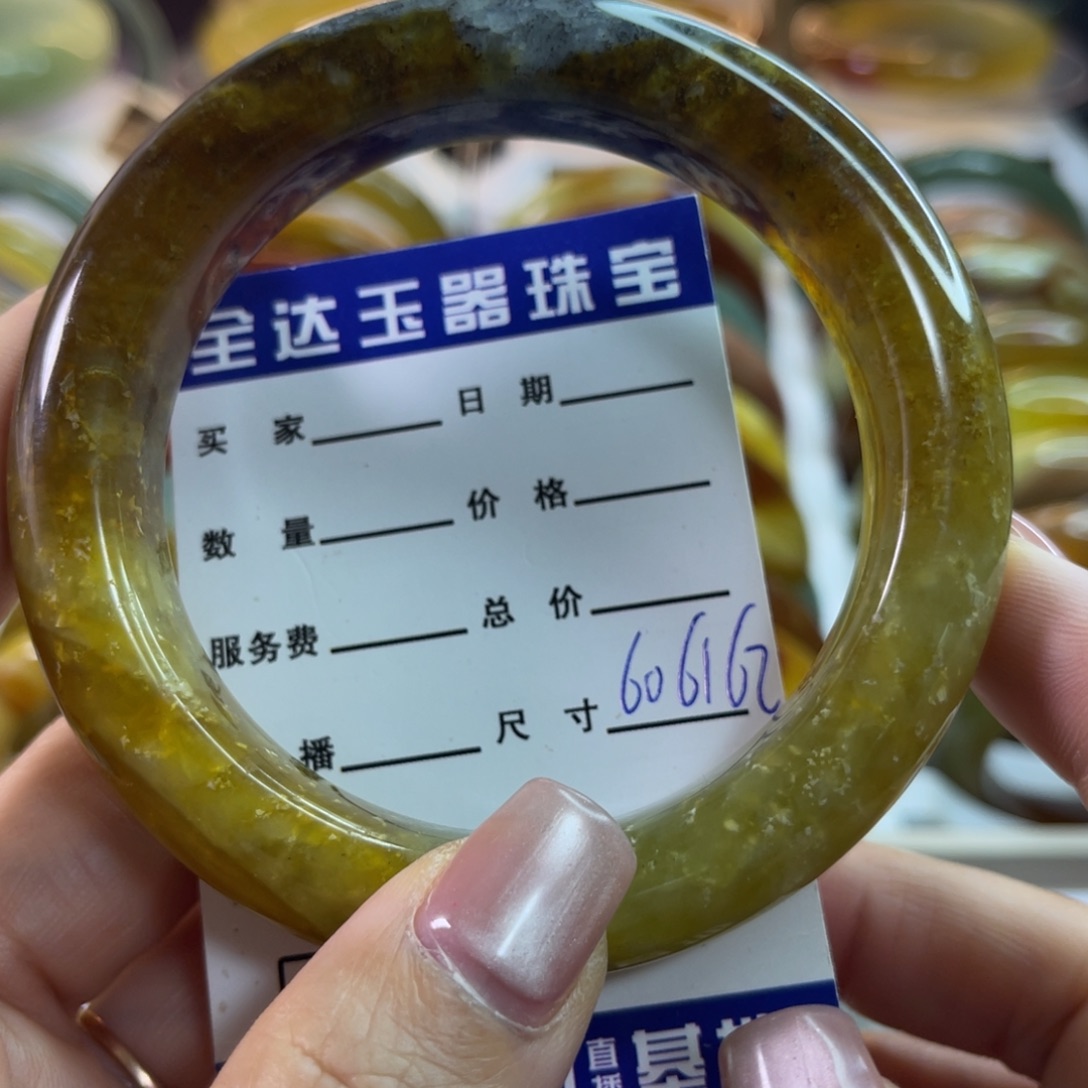 全达玉器珠宝
买 家 日 期
数 量 价 格
服务费 总 价
播 尺 寸 60 61 62
直播基